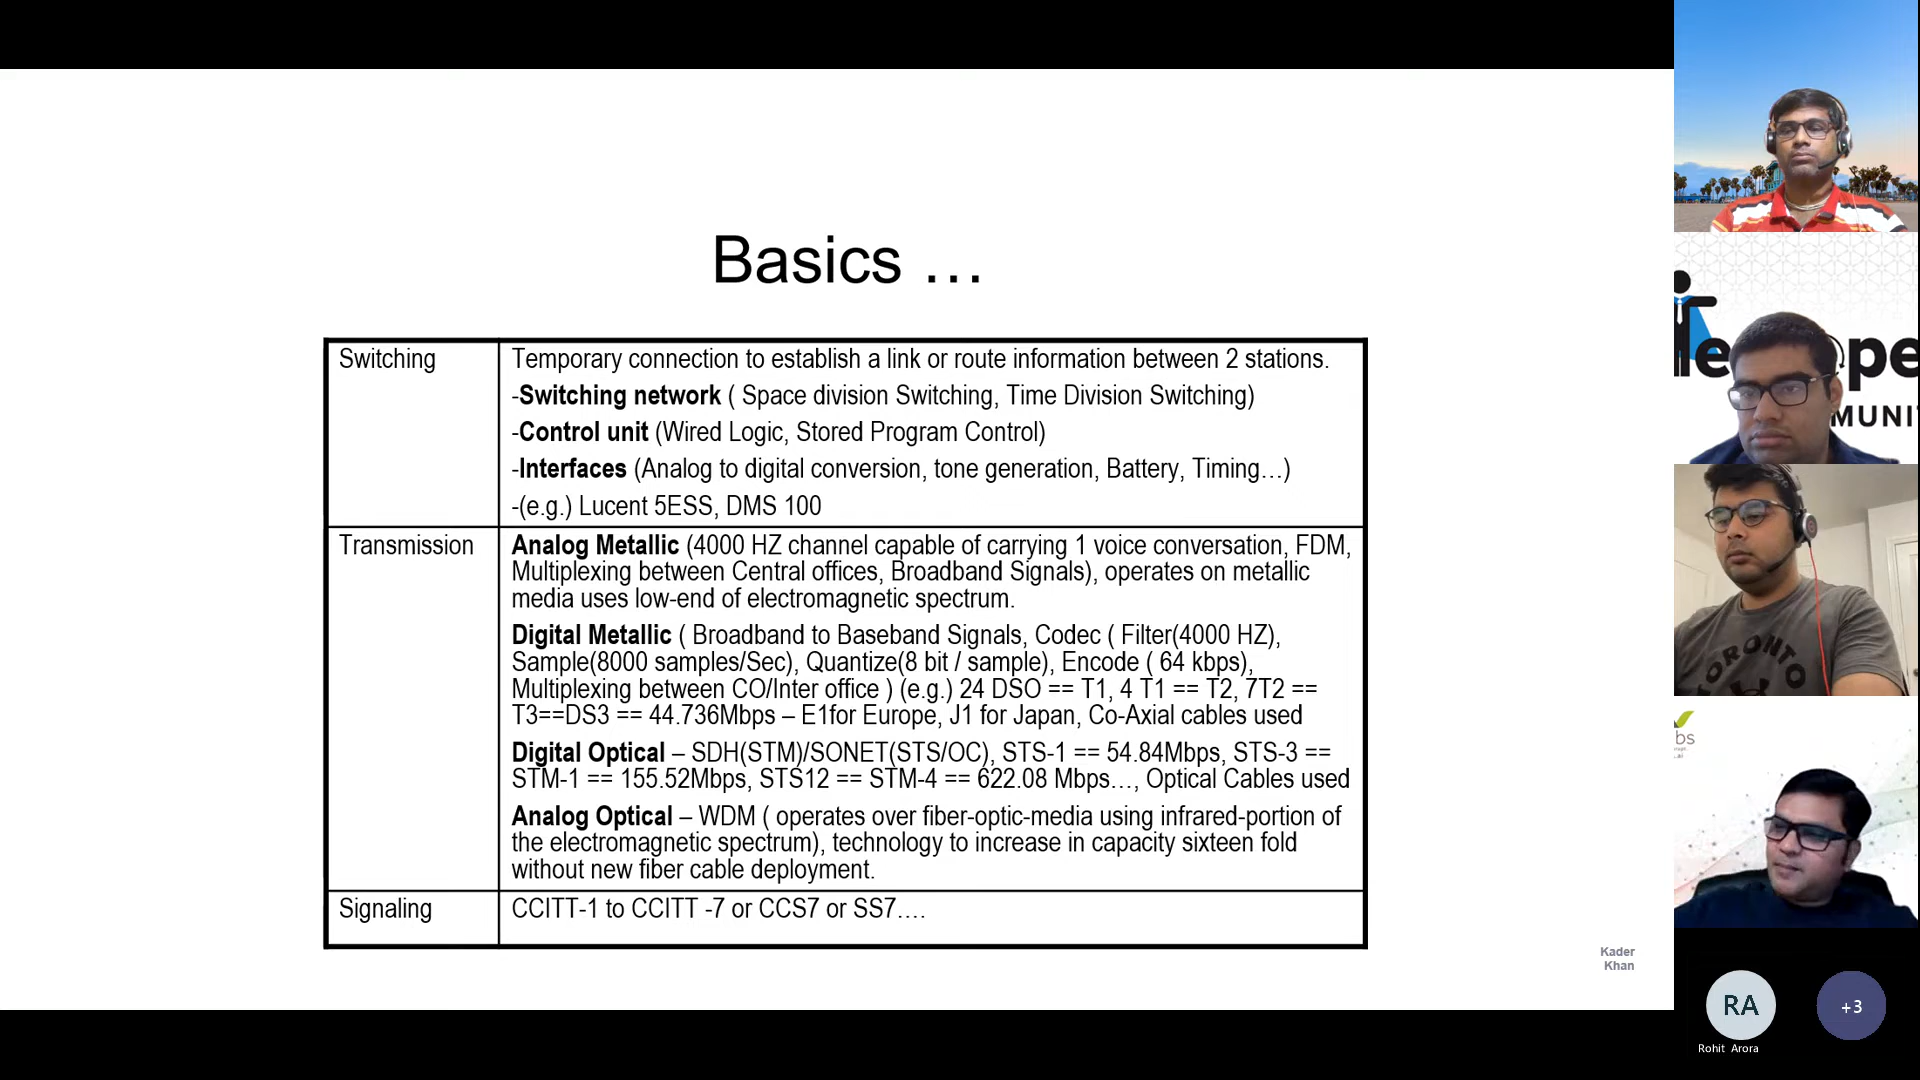 Basics …
Switching
Temporary connection to establish a link or route information between 2 stations.
-Switching network ( Space division Switching, Time Division Switching)
-Control unit (Wired Logic, Stored Program Control)
-Interfaces (Analog to digital conversion, tone generation, Battery, Timing…)
-(e.g.) Lucent 5ESS, DMS 100
Transmission
Analog Metallic (4000 HZ channel capable of carrying 1 voice conversation, FDM,
Multiplexing between Central offices, Broadband Signals), operates on metallic
media uses low-end of electromagnetic spectrum.
Digital Metallic ( Broadband to Baseband Signals, Codec ( Filter(4000 HZ),
Sample(8000 samples/Sec), Quantize(8 bit / sample), Encode ( 64 kbps),
Multiplexing between CO/Inter office ) (e.g.) 24 DSO == T1, 4 T1 == T2, 7T2 ==
T3==DS3 == 44.736Mbps – E1for Europe, J1 for Japan, Co-Axial cables used
Digital Optical – SDH(STM)/SONET(STS/OC), STS-1 == 54.84Mbps, STS-3 ==
STM-1 == 155.52Mbps, STS12 == STM-4 == 622.08 Mbps…, Optical Cables used
Analog Optical – WDM ( operates over fiber-optic-media using infrared-portion of
the electromagnetic spectrum), technology to increase in capacity sixteen fold
without new fiber cable deployment.
Signaling
CCITT-1 to CCITT -7 or CCS7 or SS7….
Kader
Khan
TORONTO
RA
+3
Rohit Arora